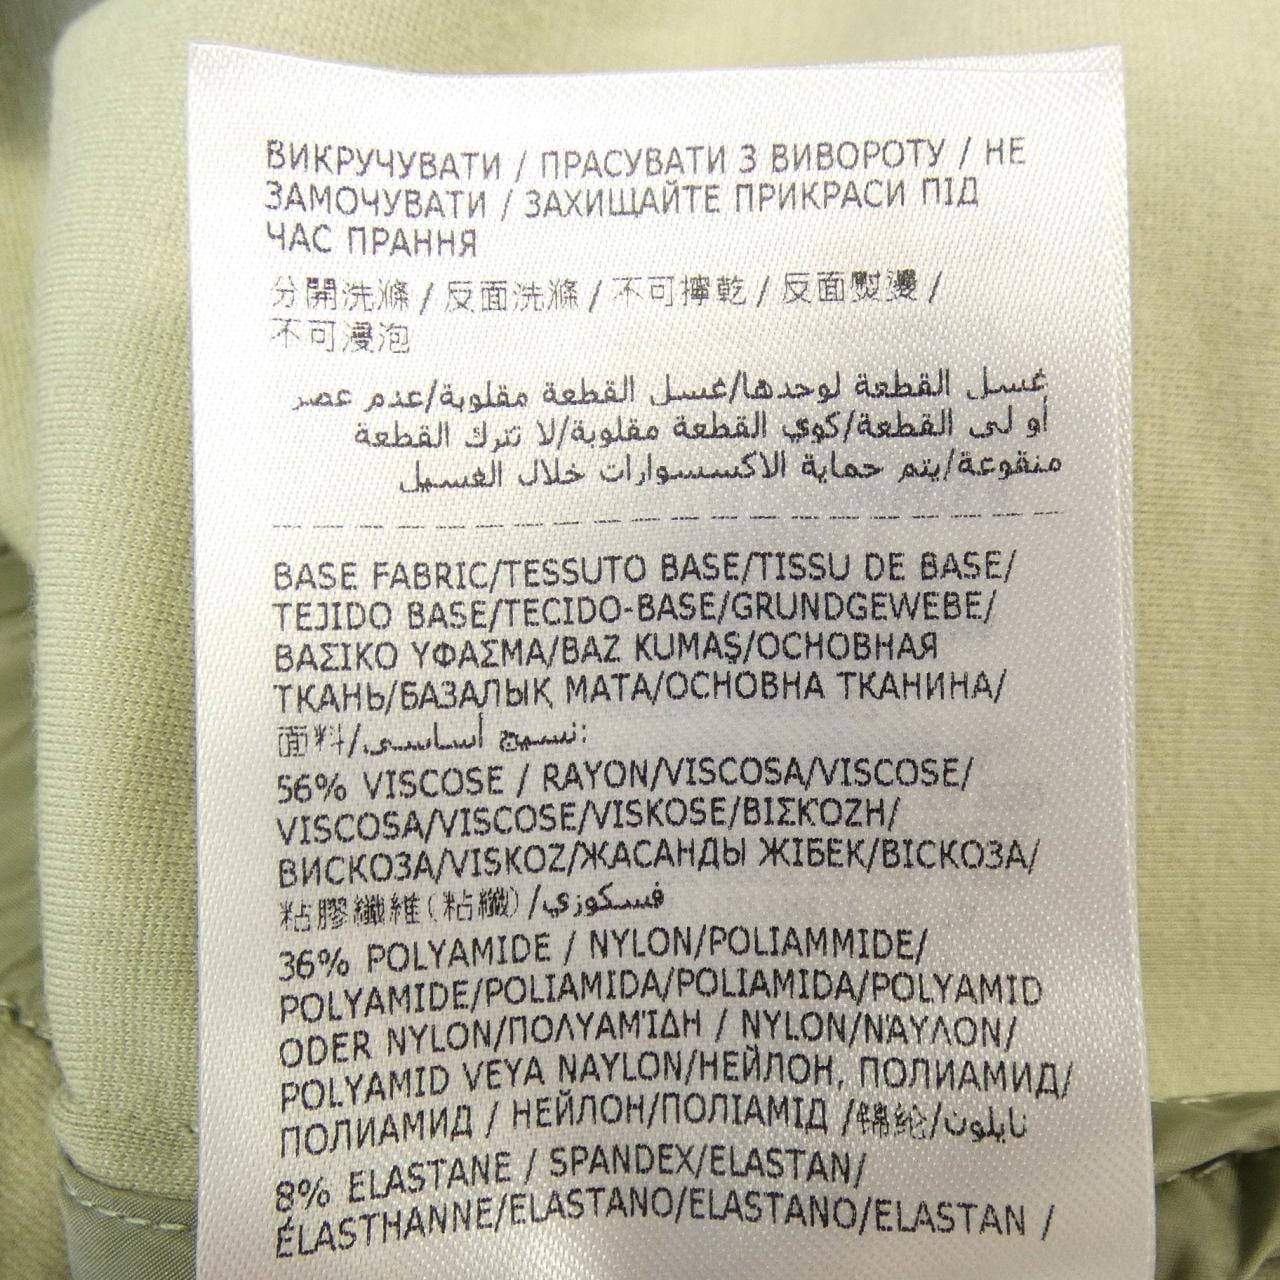 ВИКРУЧУВАТИ / ПРАСУВАТИ З ВИВОРОТУ / НЕ
ЗАМОЧУВАТИ / ЗАХИЩАЙТЕ ПРИКРАСИ ПІД
ЧАС ПРАННЯ
分開洗滌 / 反面洗滌 / 不可擰乾 / 反面熨燙 /
不可浸泡
غسل القطعة لوحدها/غسل القطعة مقلوبة/عدم عصر
أو لى القطعة/كوي القطعة مقلوبة/لا تترك القطعة
منقوعة/يتم حماية الاكسسوارات خلال الغسيل
BASE FABRIC/TESSUTO BASE/TISSU DE BASE/
TEJIDO BASE/TECIDO-BASE/GRUNDGEWEBE/
ΒΑΣΙΚΟ ΥΦΑΣΜΑ/BAZ KUMAŞ/ОСНОВНАЯ
ТКАНЬ/БАЗАЛЫҚ МАТА/ОСНОВНА ТКАНИНА/
面料/نسيج أساسي:
56% VISCOSE / RAYON/VISCOSA/VISCOSE/
VISCOSA/VISCOSE/VISKOSE/ΒΙΣΚΌΖΗ/
ВИСКОЗА/VISKOZ/ЖАСАНДЫ ЖІБЕК/ВІСКОЗА/
粘膠纖維(粘纖)/فسكوزي
36% POLYAMIDE / NYLON/POLIAMMIDE/
POLYAMIDE/POLIAMIDA/POLIAMIDA/POLYAMID
ODER NYLON/ΠΟΛΥΑΜΊΔΗ / NYLON/ΝΆΥΛΟΝ/
POLYAMID VEYA NAYLON/НЕЙЛОН, ПОЛИАМИД/
ПОЛИАМИД / НЕЙЛОН/ПОЛІАМІД /錦綸/نايلون
8% ELASTANE / SPANDEX/ELASTAN/
ÉLASTHANNE/ELASTANO/ELASTANO/ELASTAN /